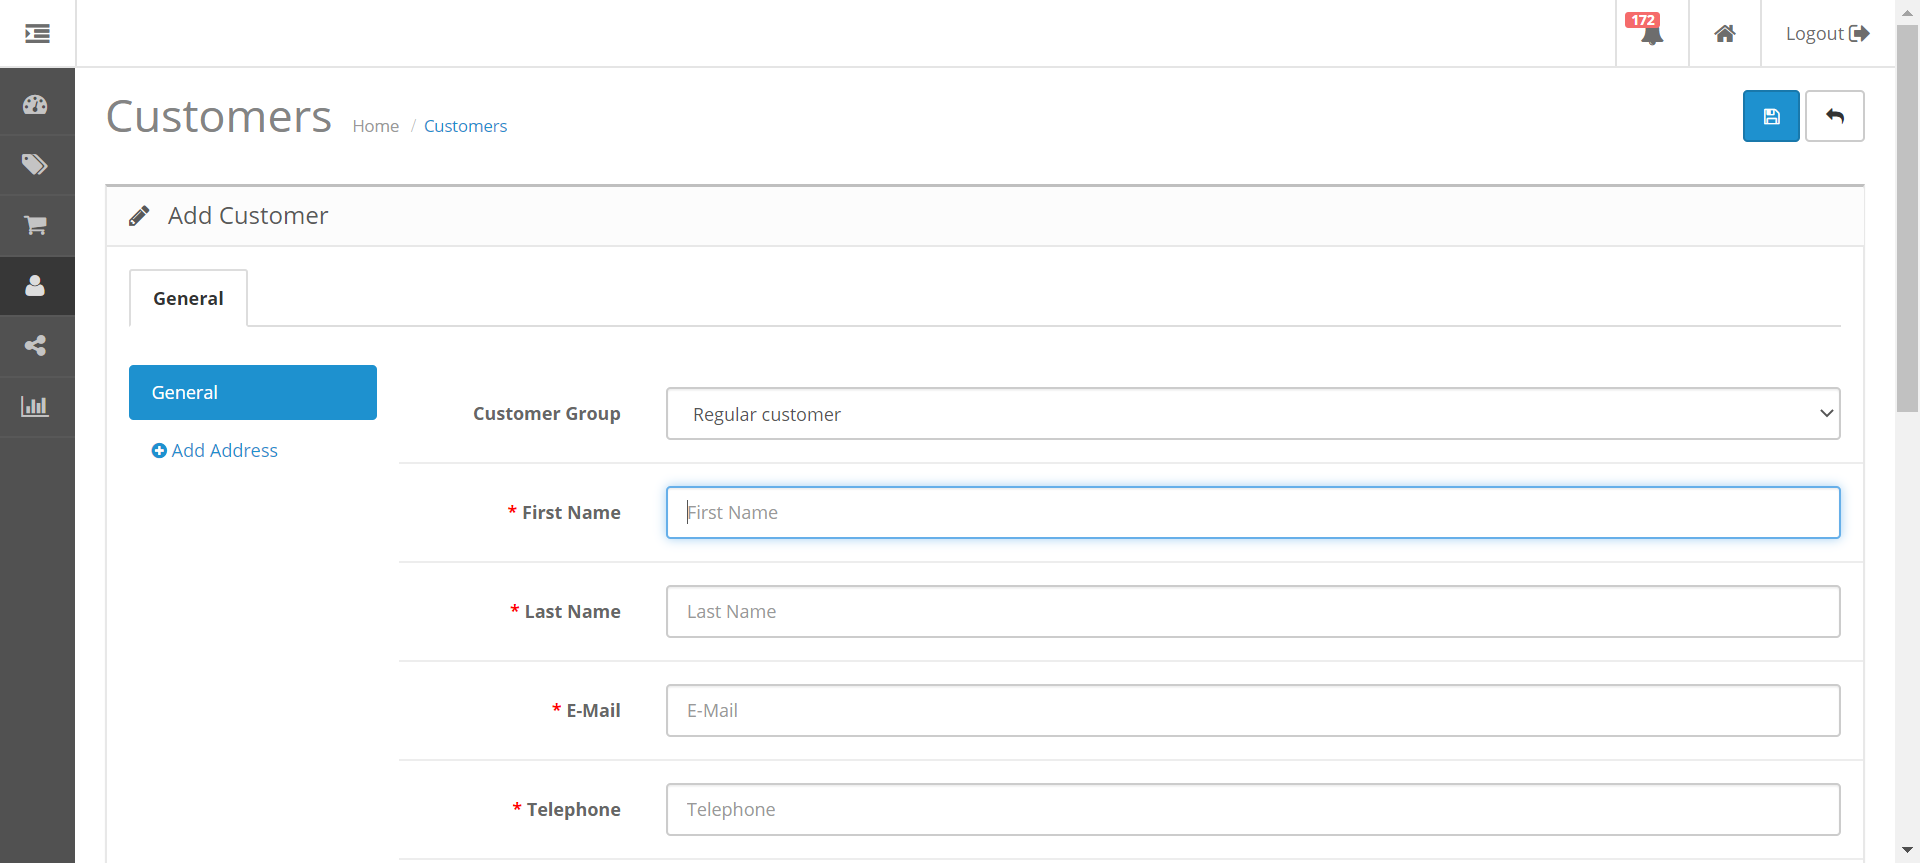 172
Logout
Customers
Home / Customers
Add Customer
General
General
Add Address
Customer Group
Regular customer
* First Name
First Name
* Last Name
Last Name
* E-Mail
E-Mail
* Telephone
Telephone